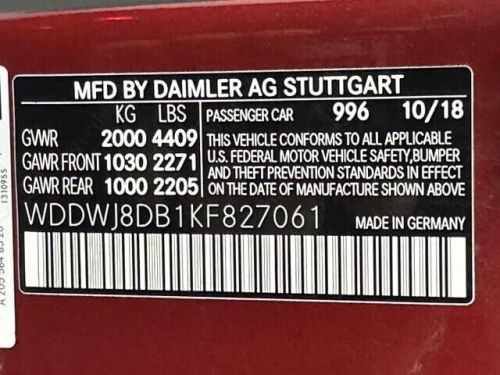 MFD BY DAIMLER AG STUTTGART
KG LBS
PASSENGER CAR 996 10/18
GVWR 2000 4409
GAWR FRONT 1030 2271
GAWR REAR 1000 2205
THIS VEHICLE CONFORMS TO ALL APPLICABLE
U.S. FEDERAL MOTOR VEHICLE SAFETY, BUMPER
AND THEFT PREVENTION STANDARDS IN EFFECT
ON THE DATE OF MANUFACTURE SHOWN ABOVE
WDDWJ8DB1KF827061
MADE IN GERMANY
1310955